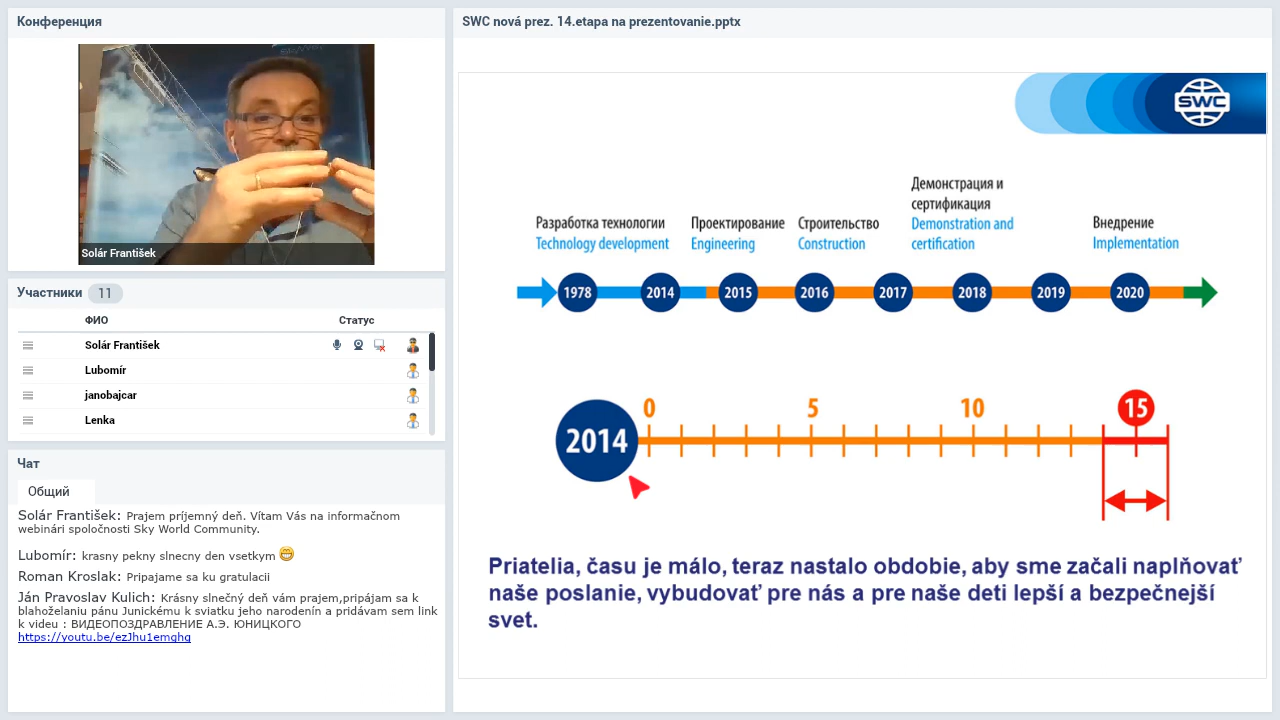 Конференция
SkyWay
Solár František
Участники 11
ФИО Статус
Solár František
Lubomír
janobajcar
Lenka
Чат
Общий
Solár František: Prajem príjemný deň. Vítam Vás na informačnom
webinári spoločnosti Sky World Community.
Lubomír: krasny pekny slnecny den vsetkym
Roman Kroslak: Pripajame sa ku gratulacii
Ján Pravoslav Kulich: Krásny slnečný deň vám prajem,pripájam sa k
blahoželaniu pánu Junickému k sviatku jeho narodenín a pridávam sem link
k videu : ВИДЕОПОЗДРАВЛЕНИЕ А.Э. ЮНИЦКОГО
https://youtu.be/ezJhu1emghg
SWC nová prez. 14.etapa na prezentovanie.pptx
SWC
Разработка технологии
Technology development
Проектирование
Engineering
Строительство
Construction
Демонстрация и
сертификация
Demonstration and
certification
Внедрение
Implementation
1978 2014 2015 2016 2017 2018 2019 2020
0 5 10 15
2014
Priatelia, času je málo, teraz nastalo obdobie, aby sme začali naplňovať
naše poslanie, vybudovať pre nás a pre naše deti lepší a bezpečnejší
svet.